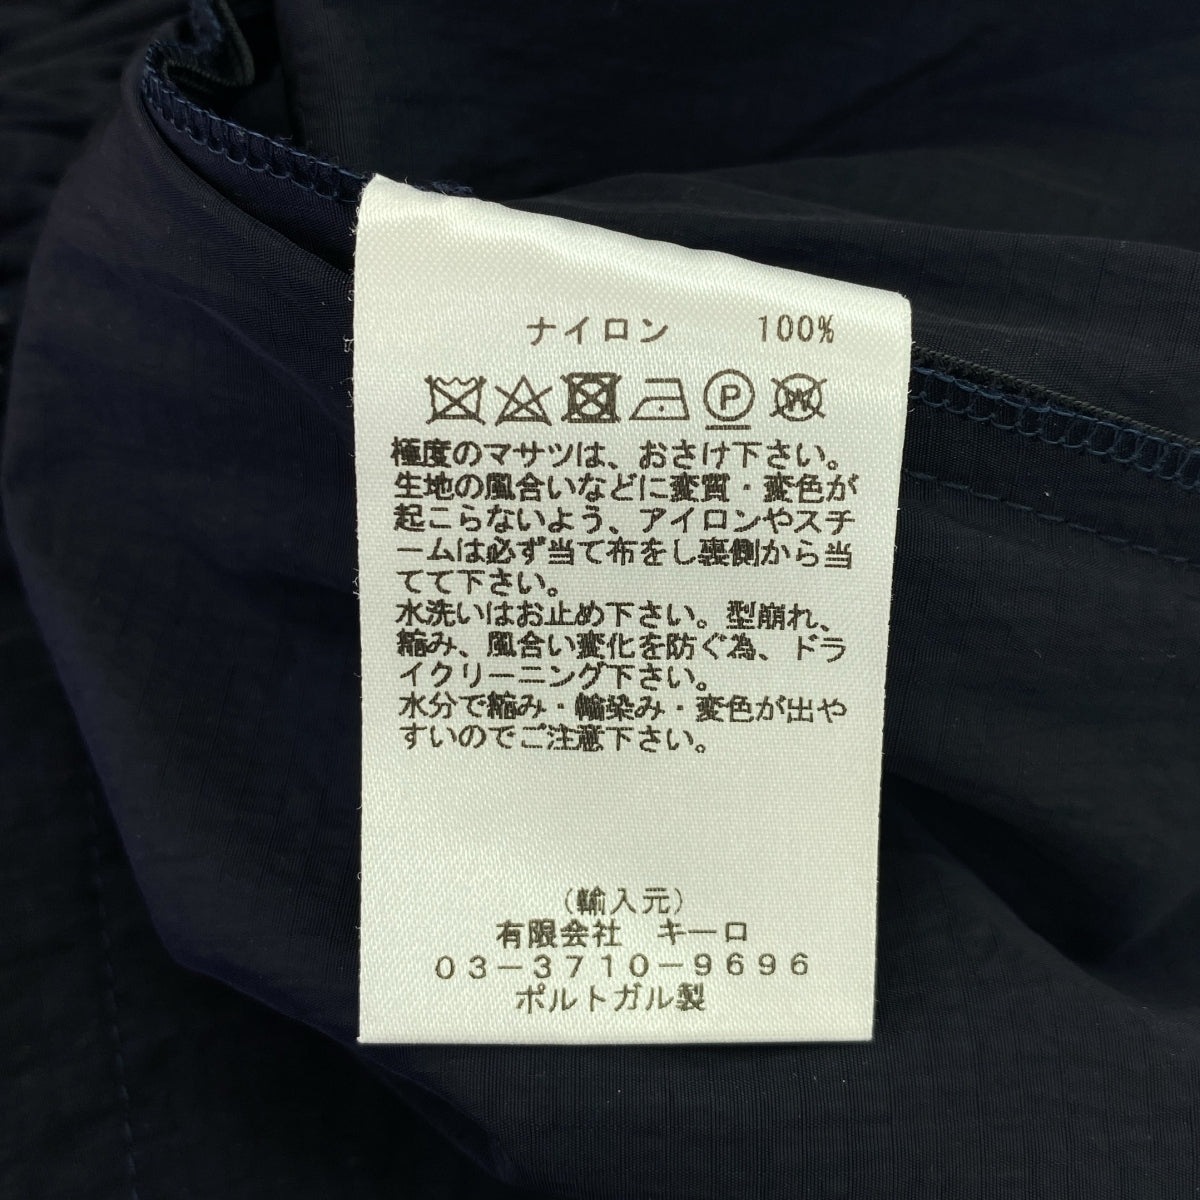 ナイロン　　100%
P W
極度のマサツは、おさけ下さい。
生地の風合いなどに変質・変色が
起こらないよう、アイロンやスチ
ームは必ず当て布をし裏側から当
てて下さい。
水洗いはお止め下さい。型崩れ、
縮み、風合い変化を防ぐ為、ドラ
イクリーニング下さい。
水分で縮み・輪染み・変色が出や
すいのでご注意下さい。
（輸入元）
有限会社　キーロ
０３－３７１０－９６９６
ポルトガル製